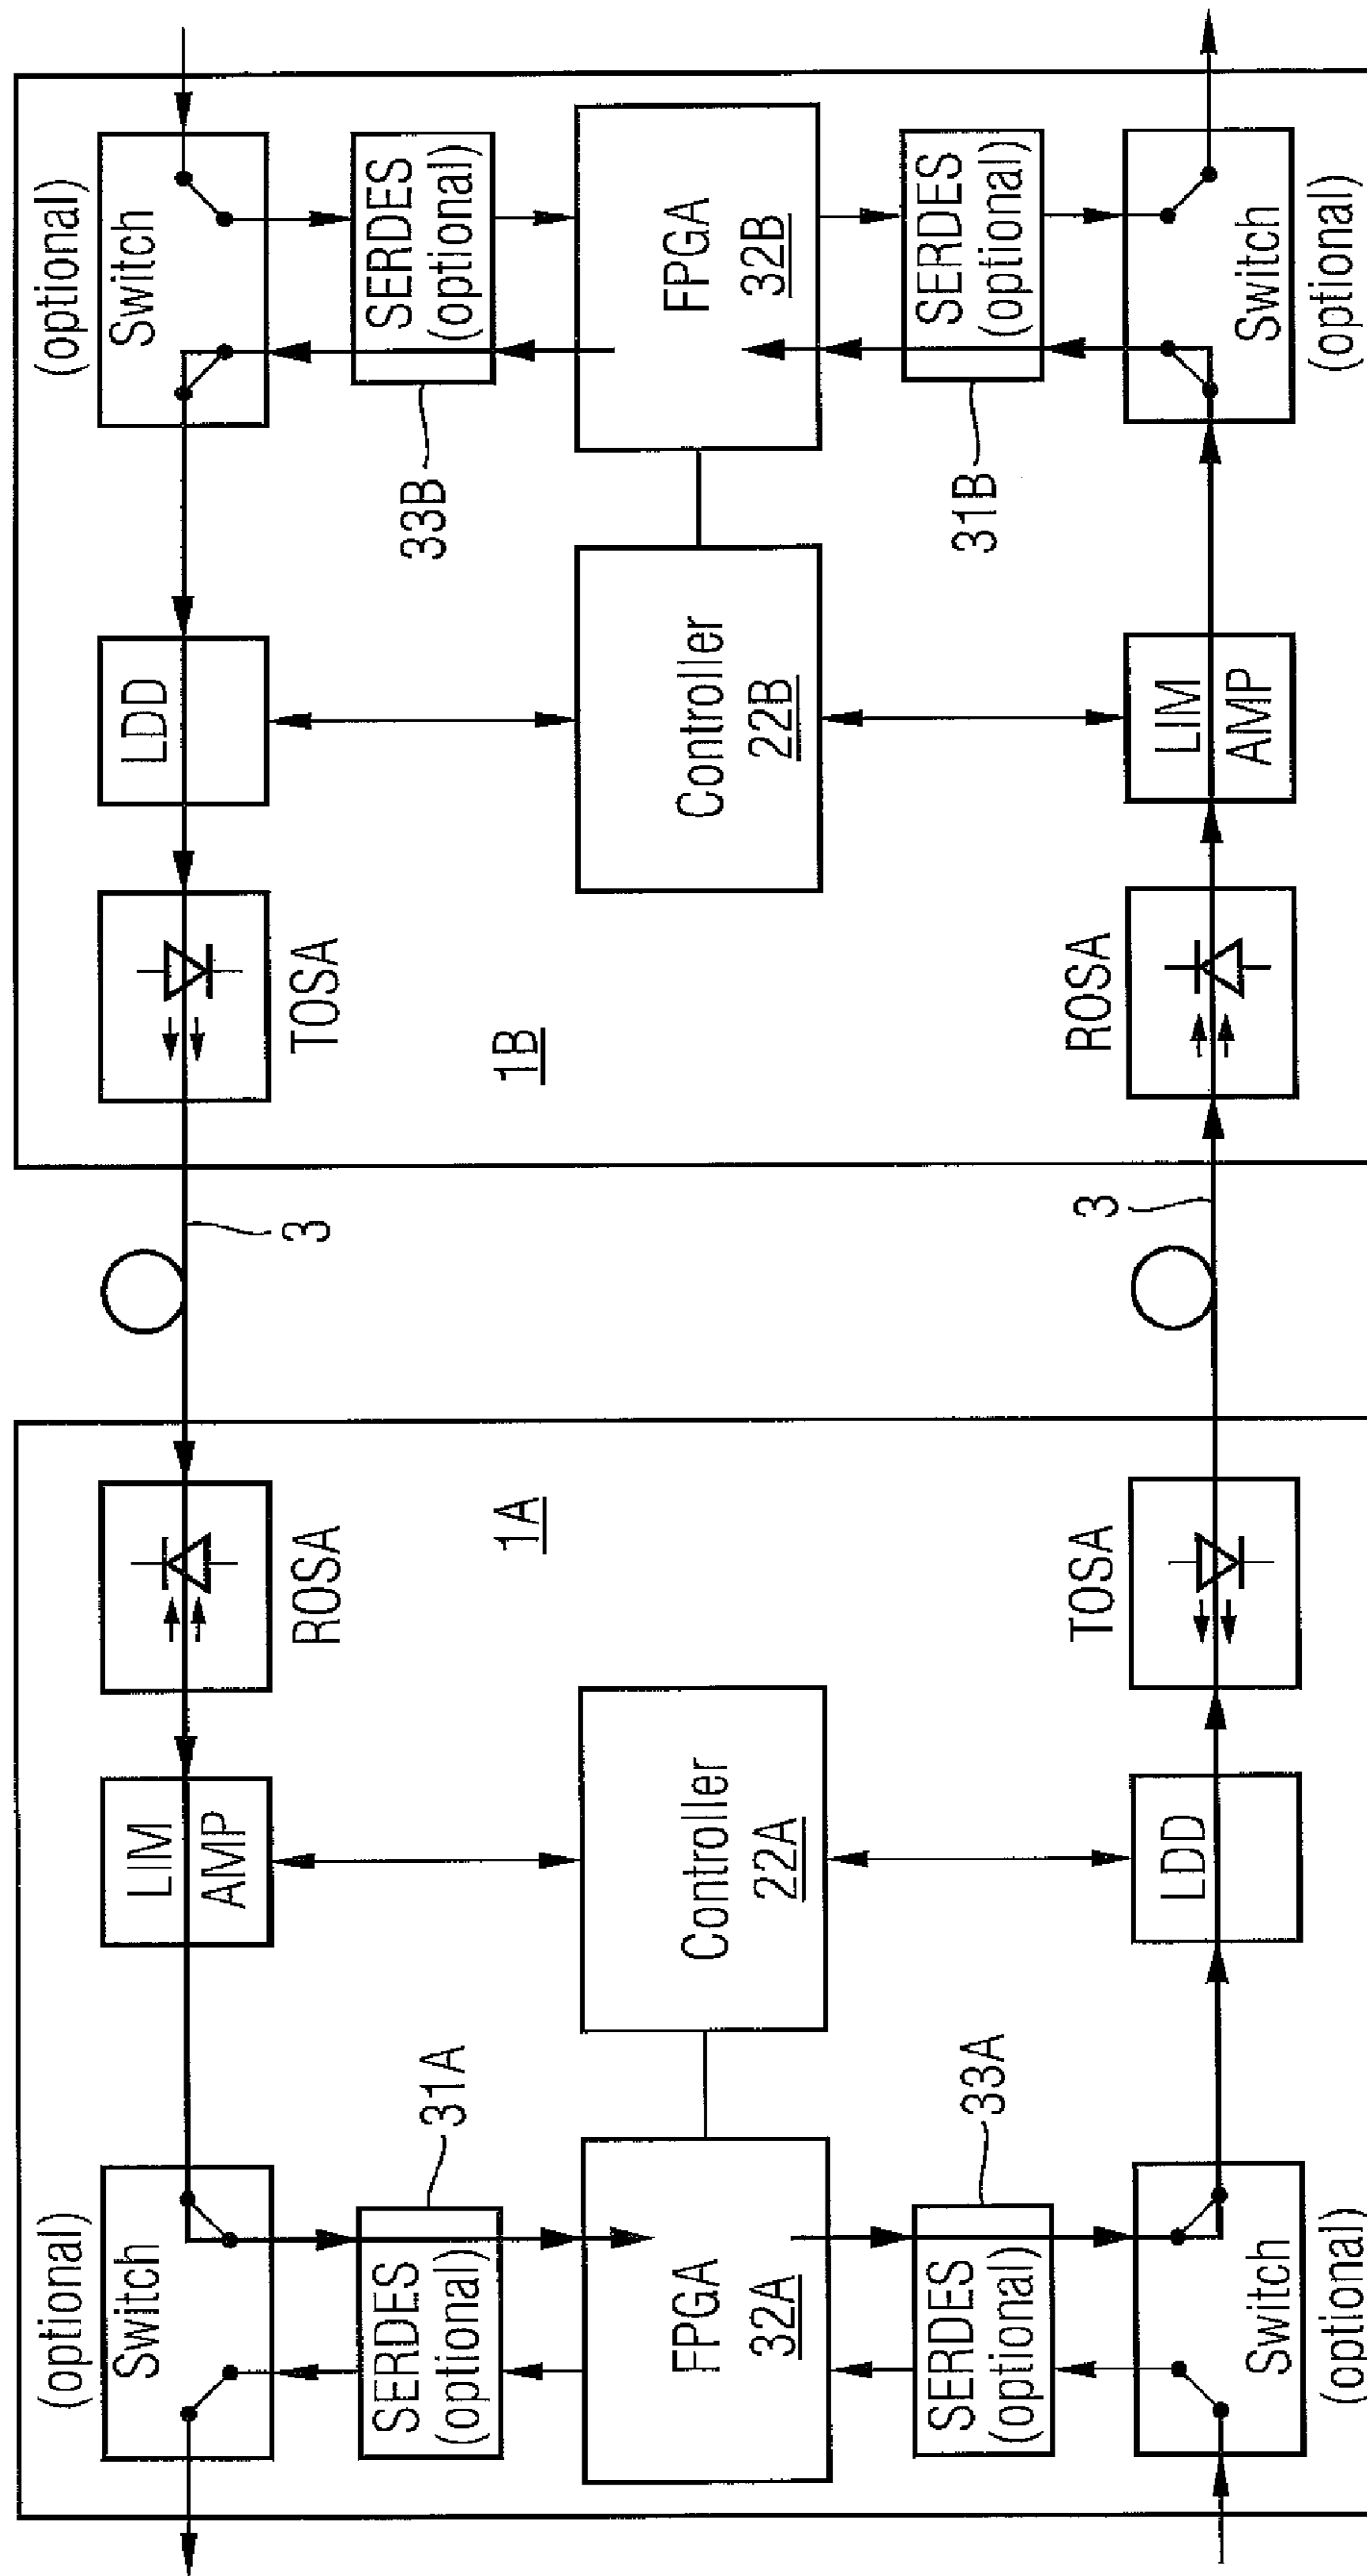 (optional)
Switch
LIM
AMP
ROSA
3
TOSA
LDD
(optional)
Switch
SERDES
(optional)
31A
1A
1B
33B
SERDES
(optional)
FPGA
32A
Controller
22A
Controller
22B
FPGA
32B
SERDES
(optional)
33A
31B
SERDES
(optional)
Switch
(optional)
LDD
TOSA
3
ROSA
LIM
AMP
Switch
(optional)